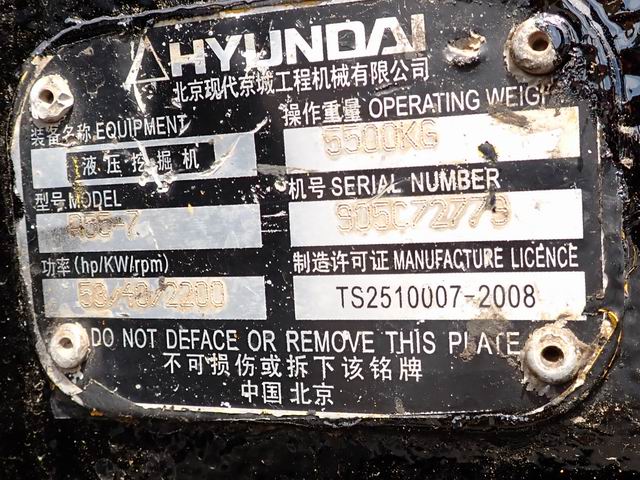 HYUNDAI
北京现代京城工程机械有限公司
装备名称 EQUIPMENT
液压挖掘机
操作重量 OPERATING WEIGH
5500KG
型号 MODEL
机号 SERIAL NUMBER
905C72773
功率(hp/KW/rpm)
制造许可证 MANUFACTURE LICENCE
TS2510007-2008
DO NOT DEFACE OR REMOVE THIS PLATE
不可损伤或拆下该铭牌
中国 北京